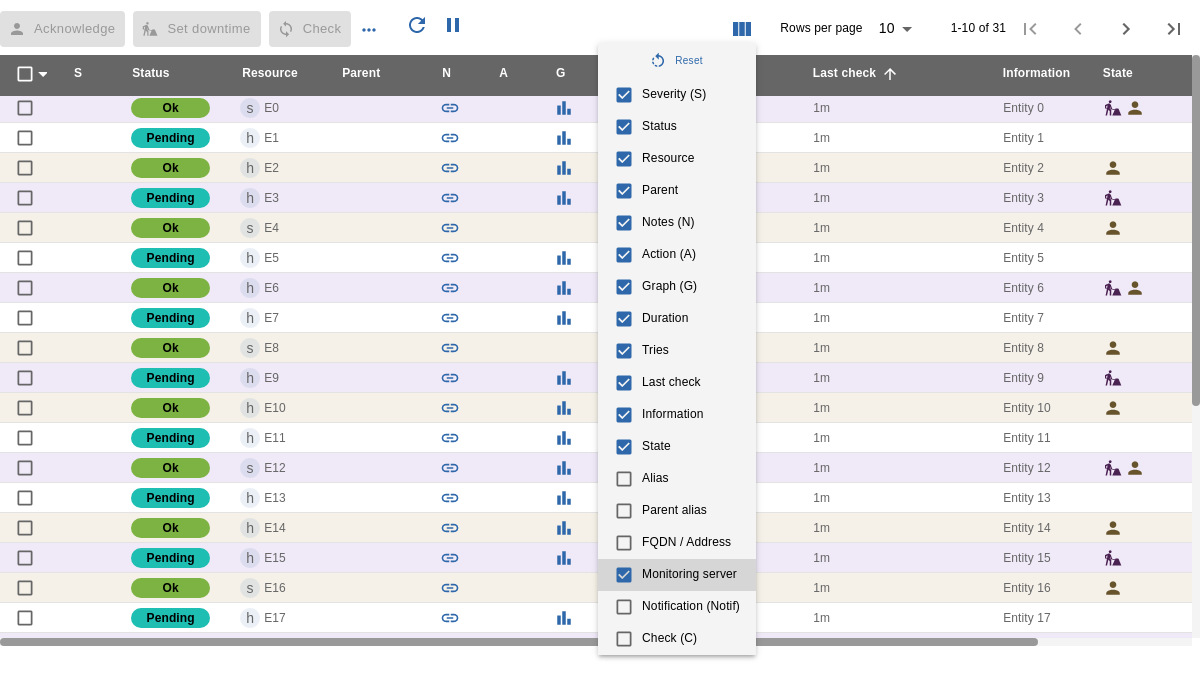 Acknowledge Set downtime Check Rows per page 10 1-10 of 31
Reset
S Status Resource Parent N A G Last check Information State
Severity (S)
Ok s E0 1m Entity 0
Status
Pending h E1 1m Entity 1
Resource
Ok h E2 1m Entity 2
Parent
Pending h E3 1m Entity 3
Notes (N)
Ok s E4 1m Entity 4
Action (A)
Pending h E5 1m Entity 5
Graph (G)
Ok h E6 1m Entity 6
Duration
Pending h E7 1m Entity 7
Tries
Ok s E8 1m Entity 8
Last check
Pending h E9 1m Entity 9
Information
Ok h E10 1m Entity 10
State
Pending h E11 1m Entity 11
Alias
Ok s E12 1m Entity 12
Parent alias
Pending h E13 1m Entity 13
FQDN / Address
Ok h E14 1m Entity 14
Monitoring server
Pending h E15 1m Entity 15
Notification (Notif)
Ok s E16 1m Entity 16
Check (C)
Pending h E17 1m Entity 17